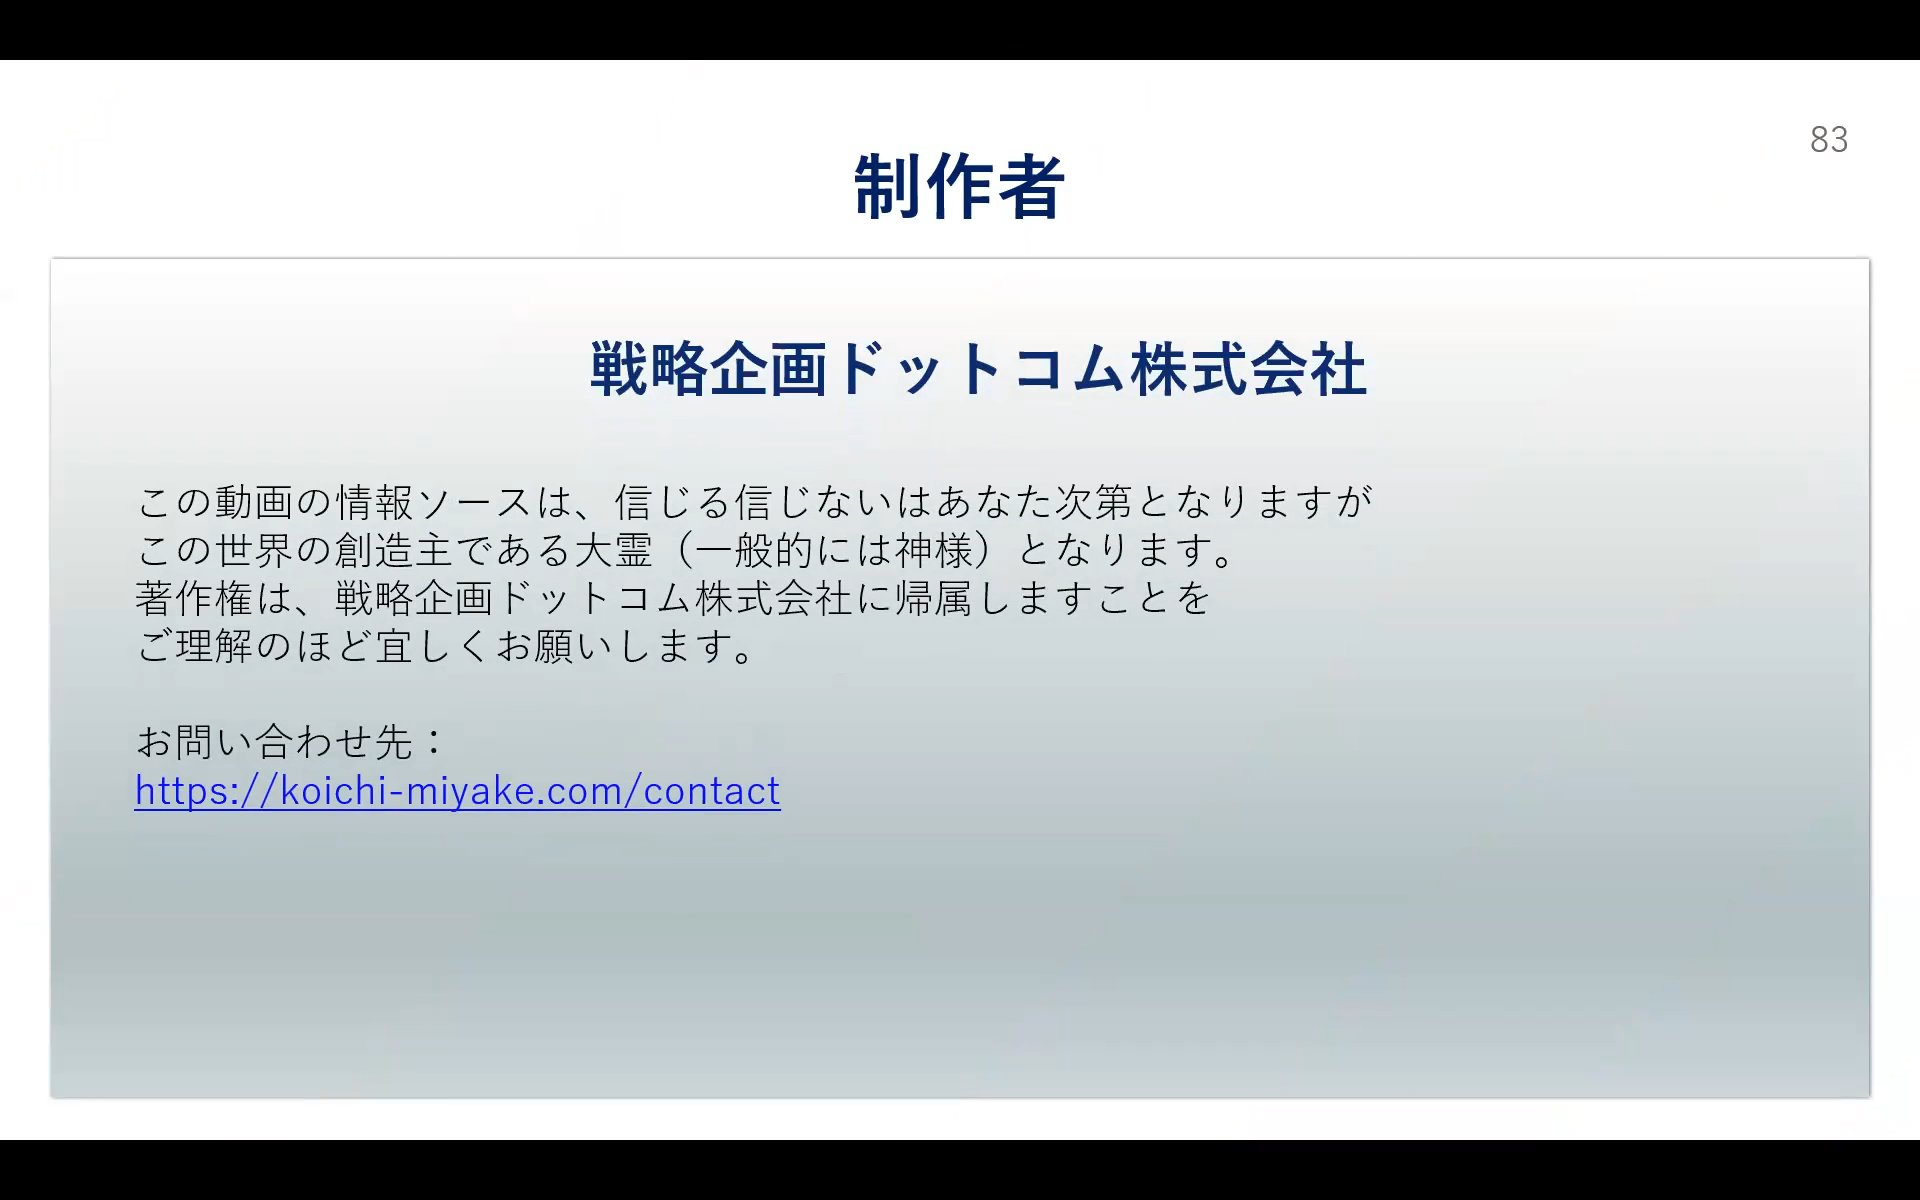 83
制作者
戦略企画ドットコム株式会社
この動画の情報ソースは、信じる信じないはあなた次第となりますが
この世界の創造主である大霊（一般的には神様）となります。
著作権は、戦略企画ドットコム株式会社に帰属しますことを
ご理解のほど宜しくお願いします。
お問い合わせ先：
https://koichi-miyake.com/contact